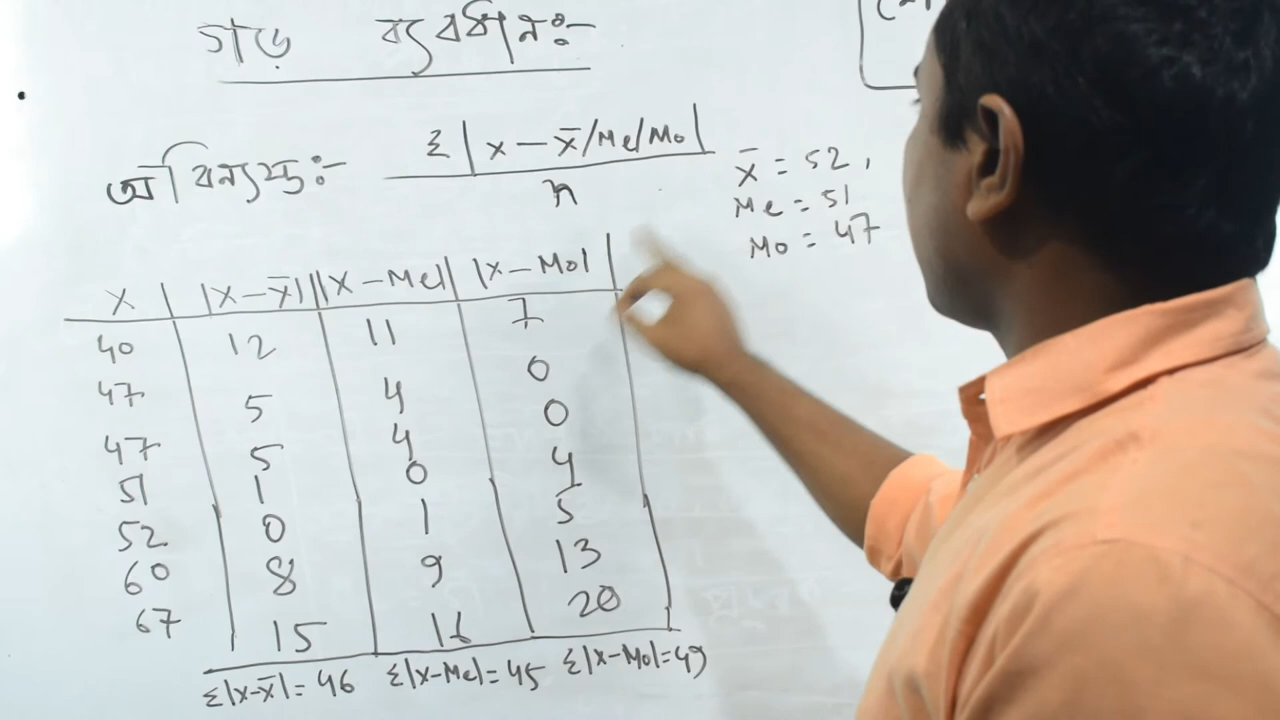 গড় ব্যবধান:-
অবিন্যস্ত:- Σ|x-x̄/Me/Mo| / n
x̄ = 52,
Me = 51
Mo = 47
x |x-x̄| |x-Me| |x-Mo|
40 12 11 7
47 5 4 0
47 5 4 0
51 1 0 4
52 0 1 5
60 8 9 13
67 15 16 20
Σ|x-x̄|= 46 Σ|x-Me|= 45 Σ|x-Mo|=49